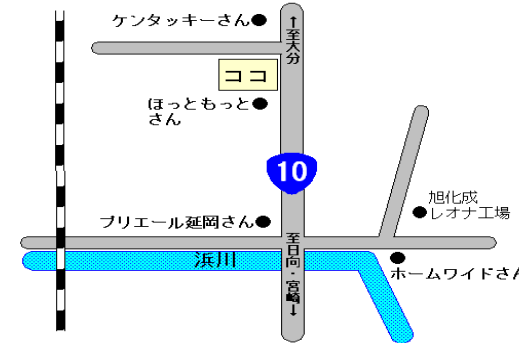 ケンタッキーさん●
↑至大分
ココ
ほっともっと●
さん
10
旭化成
●レオナ工場
プリエール延岡さん●
至日向・宮崎↓
浜川
●
ホームワイドさん